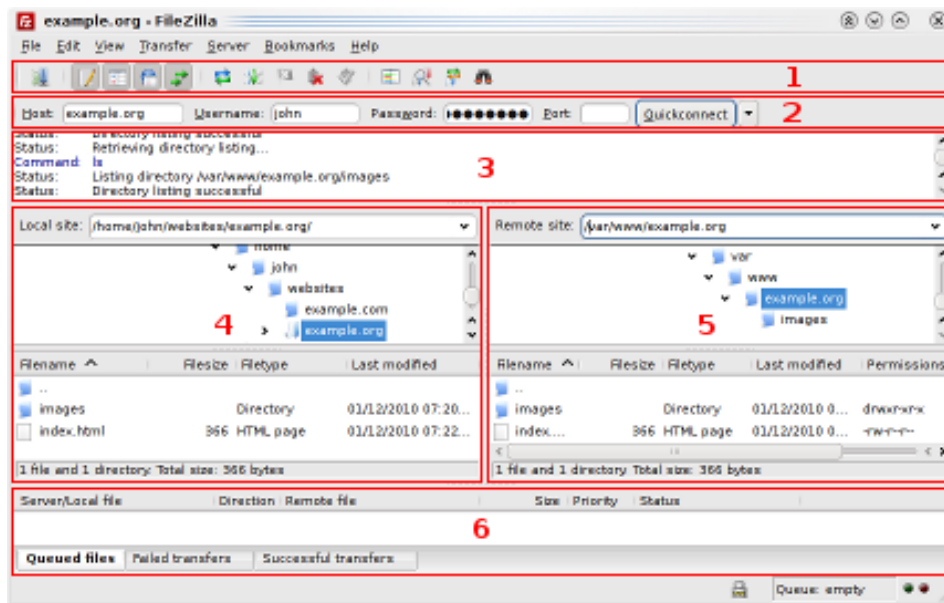 example.org - FileZilla
File Edit View Transfer Server Bookmarks Help
1
Host: example.org Username: john Password: ●●●●●●●● Port: Quickconnect 2
Status: Directory listing successful
Status: Retrieving directory listing...
Command: ls
Status: Listing directory /var/www/example.org/images
Status: Directory listing successful
3
Local site: /home/john/websites/example.org/
home
john
websites
example.com
example.org
4
Filename Filesize Filetype Last modified
..
images Directory 01/12/2010 07:20...
index.html 366 HTML page 01/12/2010 07:22...
1 file and 1 directory. Total size: 366 bytes
Remote site: /var/www/example.org
var
www
example.org
images
5
Filename Filesize Filetype Last modified Permissions
..
images Directory 01/12/2010 0... drwxr-xr-x
index.... 366 HTML page 01/12/2010 0... -rw-r--r--
1 file and 1 directory. Total size: 366 bytes
Server/Local file Direction Remote file Size Priority Status
6
Queued files Failed transfers Successful transfers
Queue: empty